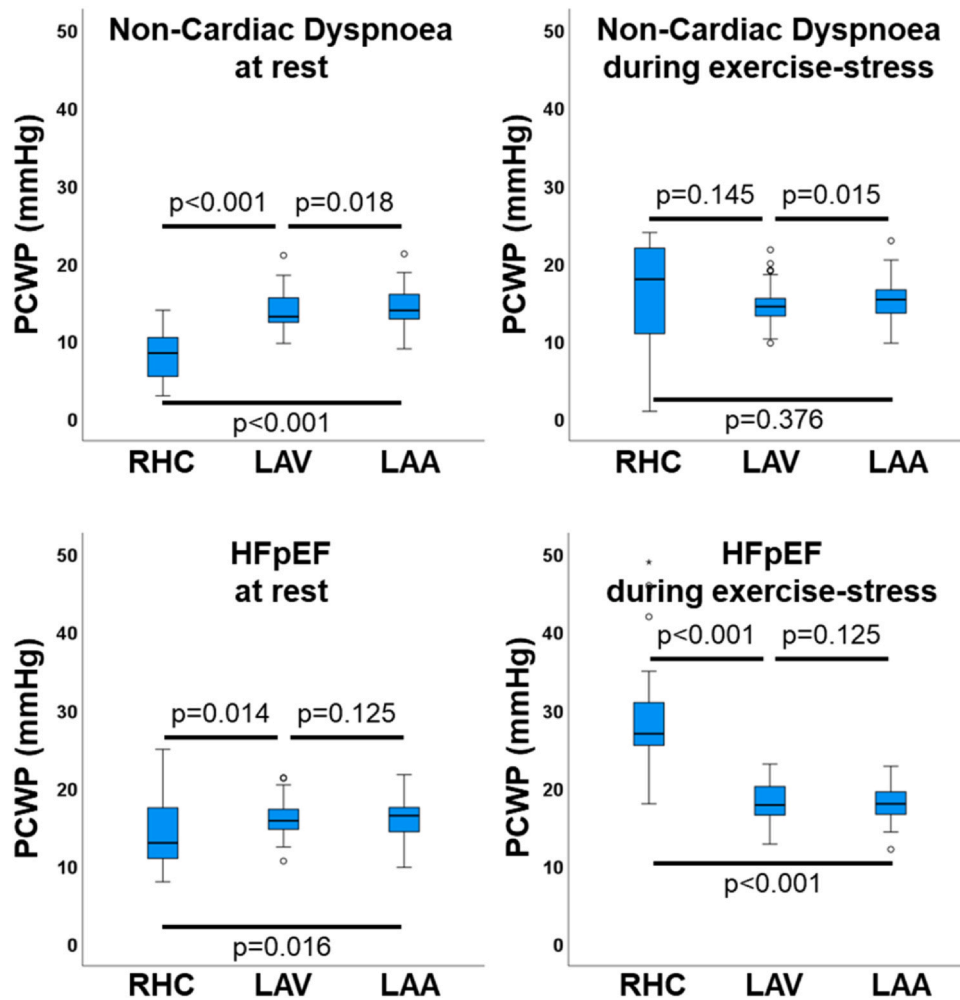 Non-Cardiac Dyspnoea
at rest
PCWP (mmHg)
50
40
30
20
10
0
p<0.001 p=0.018
p<0.001
RHC LAV LAA
Non-Cardiac Dyspnoea
during exercise-stress
PCWP (mmHg)
50
40
30
20
10
0
p=0.145 p=0.015
p=0.376
RHC LAV LAA
HFpEF
at rest
PCWP (mmHg)
50
40
30
20
10
0
p=0.014 p=0.125
p=0.016
RHC LAV LAA
HFpEF
during exercise-stress
PCWP (mmHg)
50
40
30
20
10
0
p<0.001 p=0.125
p<0.001
RHC LAV LAA